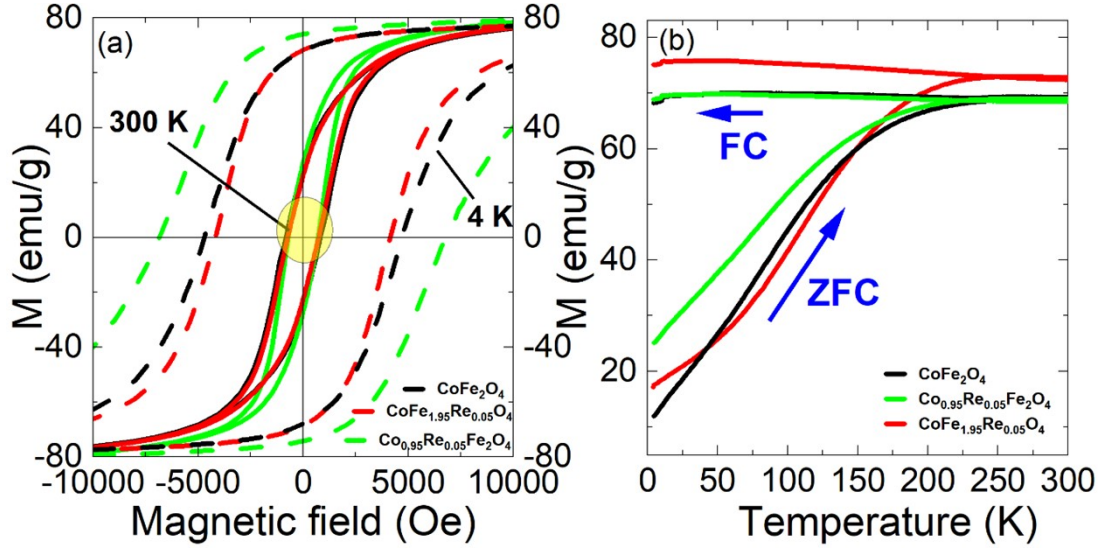 (a)
M (emu/g)
80
40
0
-40
-80
300 K
4 K
CoFe₂O₄
CoFe₁.₉₅Re₀.₀₅O₄
Co₀.₉₅Re₀.₀₅Fe₂O₄
80
40
0
-40
-80
-10000 -5000 0 5000 10000
Magnetic field (Oe)
(b)
M (emu/g)
80
60
40
20
FC
ZFC
CoFe₂O₄
Co₀.₉₅Re₀.₀₅Fe₂O₄
CoFe₁.₉₅Re₀.₀₅O₄
0 50 100 150 200 250 300
Temperature (K)